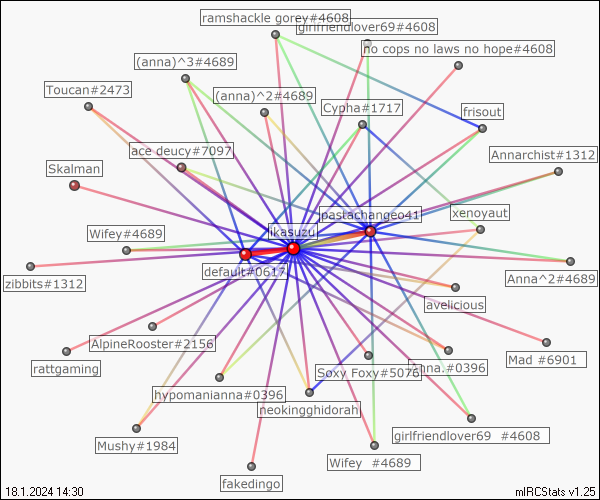 ramshackle gorey#4608
girlfriendlover69#4608
no cops no laws no hope#4608
(anna)^3#4689
Toucan#2473
(anna)^2#4689
Cypha#1717
frisout
ace deucy#7097
Annarchist#1312
Skalman
pastachangeo41
xenoyaut
Wifey#4689
ikasuzu
default#0617
zibbits#1312
Anna^2#4689
avelicious
AlpineRooster#2156
rattgaming
Soxy Foxy#5076
Anna#0396
Mad #6901
hypomanianna#0396
neokingghidorah
Mushy#1984
girlfriendlover69 #4608
Wifey #4689
fakedingo
18.1.2024 14:30
mIRCStats v1.25